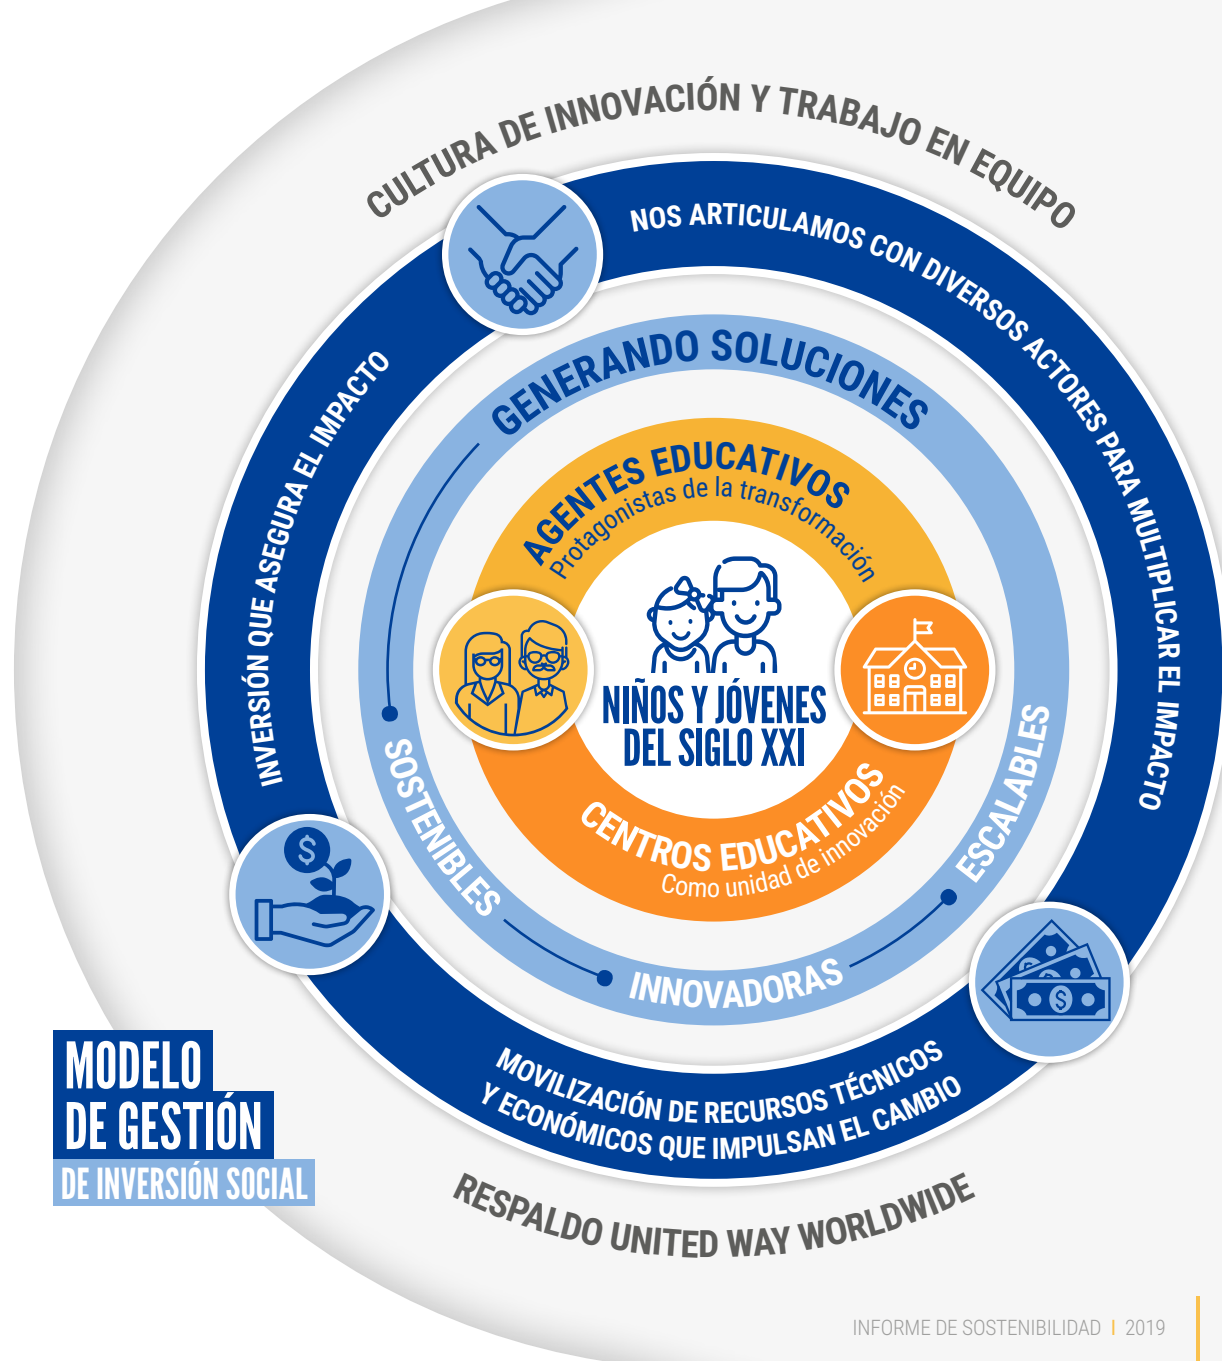 CULTURA DE INNOVACIÓN Y TRABAJO EN EQUIPO
NOS ARTICULAMOS CON DIVERSOS ACTORES PARA MULTIPLICAR EL IMPACTO
INVERSIÓN QUE ASEGURA EL IMPACTO
GENERANDO SOLUCIONES
AGENTES EDUCATIVOS
Protagonistas de la transformación
NIÑOS Y JÓVENES
DEL SIGLO XXI
CENTROS EDUCATIVOS
Como unidad de innovación
SOSTENIBLES
INNOVADORAS
ESCALABLES
MOVILIZACIÓN DE RECURSOS TÉCNICOS
Y ECONÓMICOS QUE IMPULSAN EL CAMBIO
RESPALDO UNITED WAY WORLDWIDE
MODELO
DE GESTIÓN
DE INVERSIÓN SOCIAL
INFORME DE SOSTENIBILIDAD I 2019